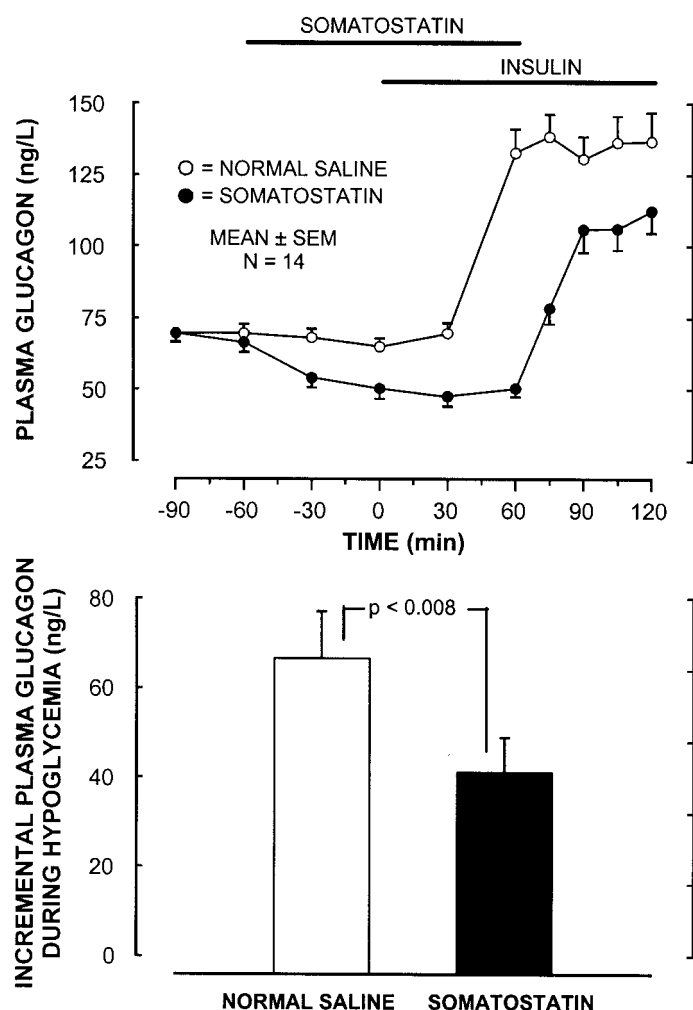 SOMATOSTATIN
INSULIN
PLASMA GLUCAGON (ng/L)
150
125
100
75
50
25
○ = NORMAL SALINE
● = SOMATOSTATIN
MEAN ± SEM
N = 14
-90 -60 -30 0 30 60 90 120
TIME (min)
INCREMENTAL PLASMA GLUCAGON
DURING HYPOGLYCEMIA (ng/L)
80
60
40
20
0
p < 0.008
NORMAL SALINE SOMATOSTATIN